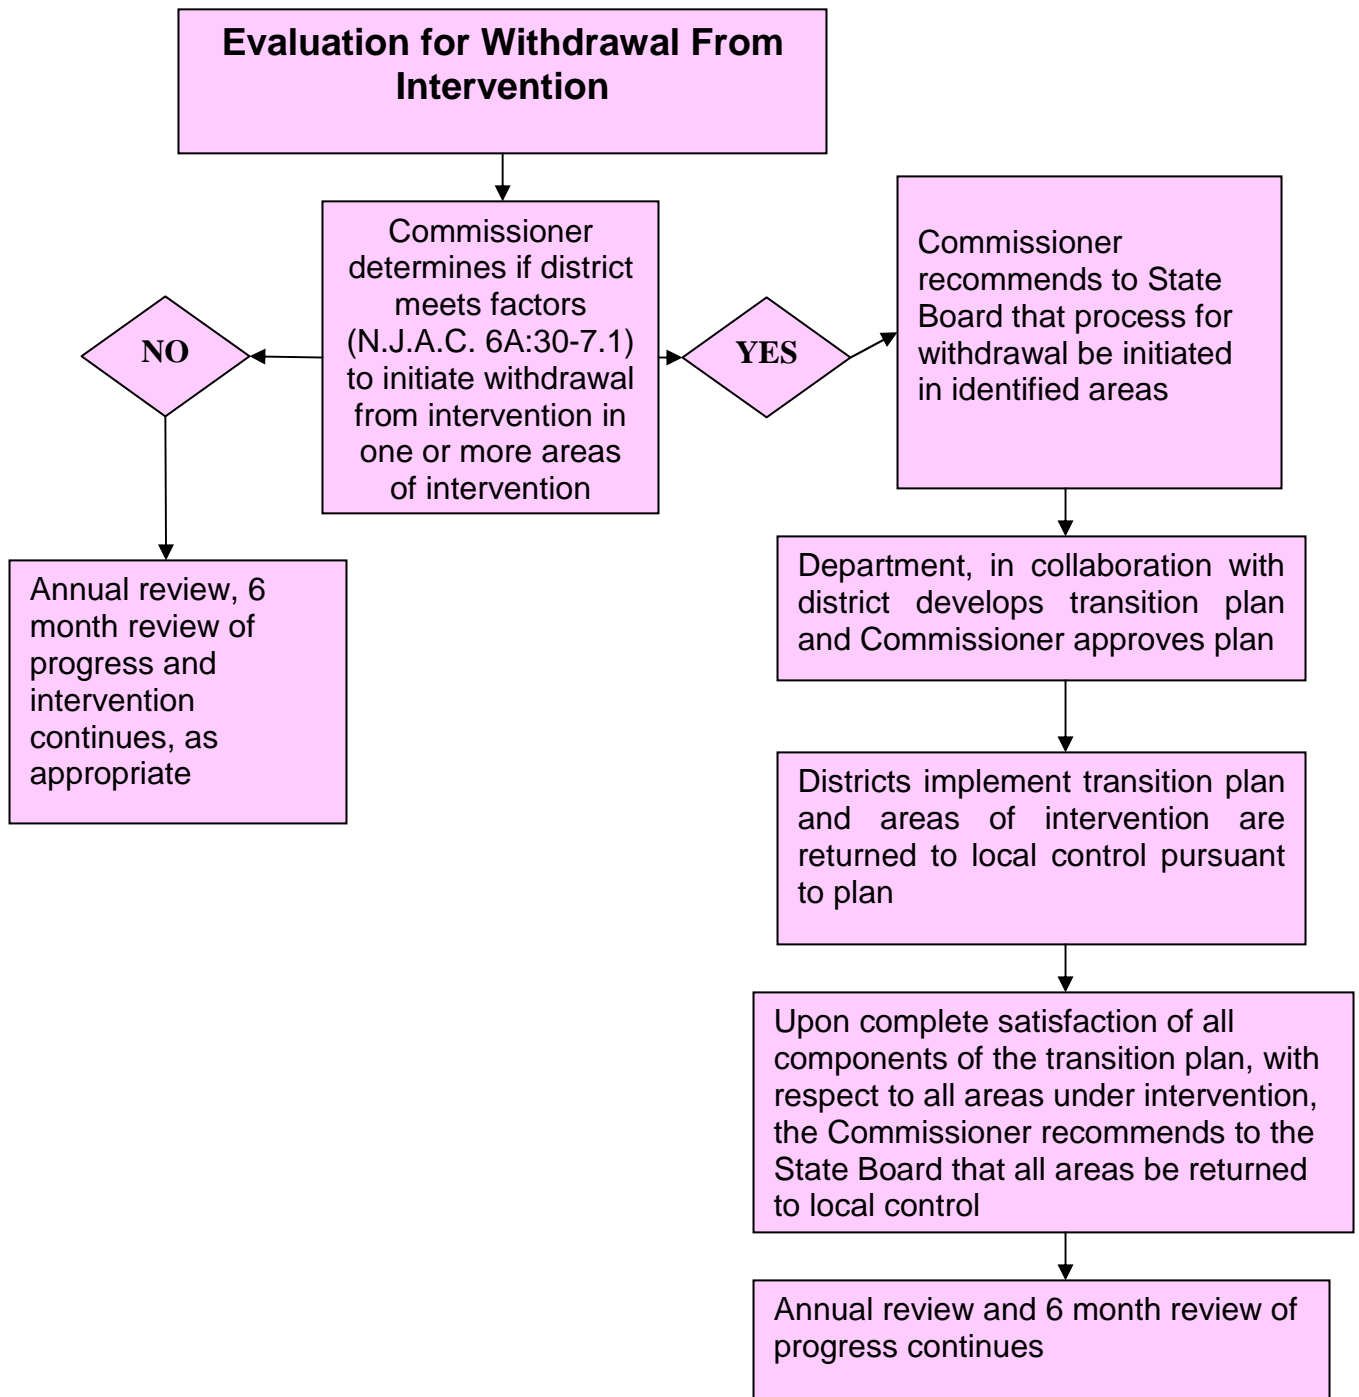 Evaluation for Withdrawal From
Intervention
Commissioner
determines if district
meets factors
(N.J.A.C. 6A:30-7.1)
to initiate withdrawal
from intervention in
one or more areas
of intervention
NO
YES
Annual review, 6
month review of
progress and
intervention
continues, as
appropriate
Commissioner
recommends to State
Board that process for
withdrawal be initiated
in identified areas
Department, in collaboration with
district develops transition plan
and Commissioner approves plan
Districts implement transition plan
and areas of intervention are
returned to local control pursuant
to plan
Upon complete satisfaction of all
components of the transition plan, with
respect to all areas under intervention,
the Commissioner recommends to the
State Board that all areas be returned
to local control
Annual review and 6 month review of
progress continues